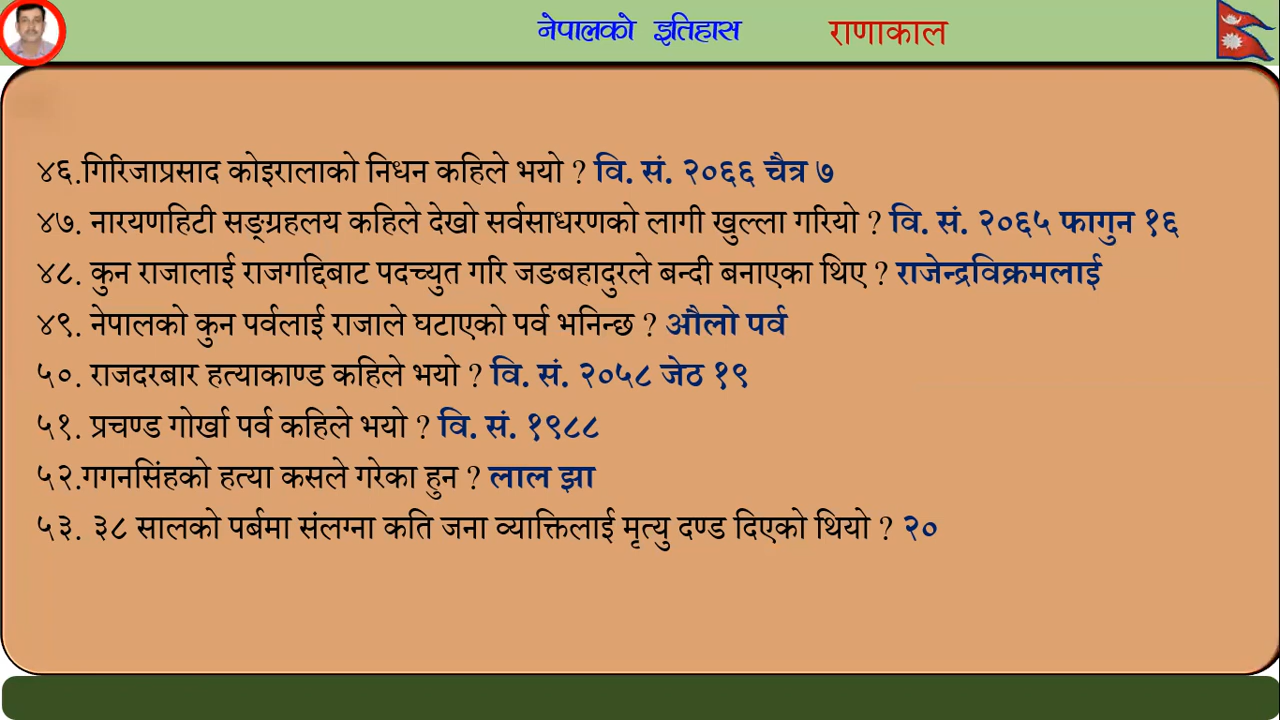 नेपालको इतिहास राणाकाल
४६.गिरिजाप्रसाद कोइरालाको निधन कहिले भयो ? वि. सं. २०६६ चैत्र ७
४७. नारयणहिटी सङ्ग्रहलय कहिले देखो सर्वसाधरणको लागी खुल्ला गरियो ? वि. सं. २०६५ फागुन १६
४८. कुन राजालाई राजगद्दिबाट पदच्युत गरि जङबहादुरले बन्दी बनाएका थिए ? राजेन्द्रविक्रमलाई
४९. नेपालको कुन पर्वलाई राजाले घटाएको पर्व भनिन्छ ? औलो पर्व
५०. राजदरबार हत्याकाण्ड कहिले भयो ? वि. सं. २०५८ जेठ १९
५१. प्रचण्ड गोर्खा पर्व कहिले भयो ? वि. सं. १९८८
५२.गगनसिंहको हत्या कसले गरेका हुन ? लाल झा
५३. ३८ सालको पर्बमा संलग्ना कति जना व्याक्तिलाई मृत्यु दण्ड दिएको थियो ? २०